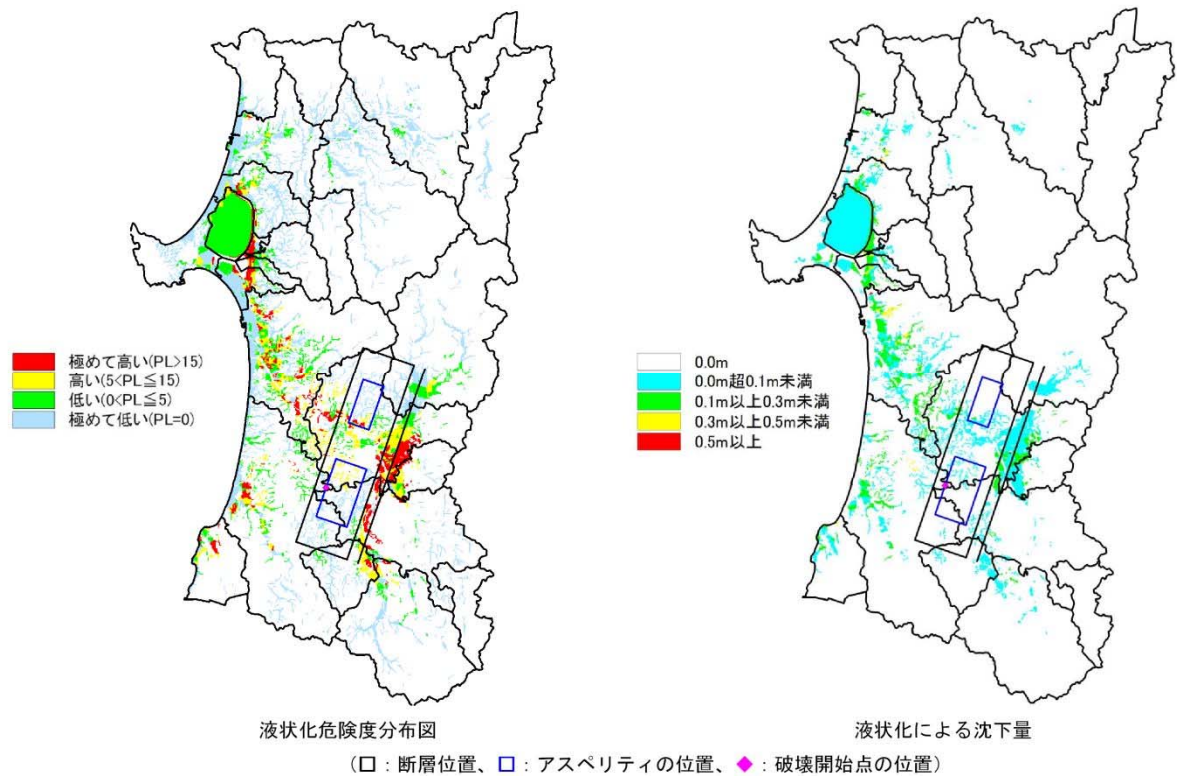 極めて高い(PL>15)
高い(5<PL≦15)
低い(0<PL≦5)
極めて低い(PL=0)
0.0m
0.0m超0.1m未満
0.1m以上0.3m未満
0.3m以上0.5m未満
0.5m以上
液状化危険度分布図
液状化による沈下量
(□：断層位置、□：アスペリティの位置、◆：破壊開始点の位置)